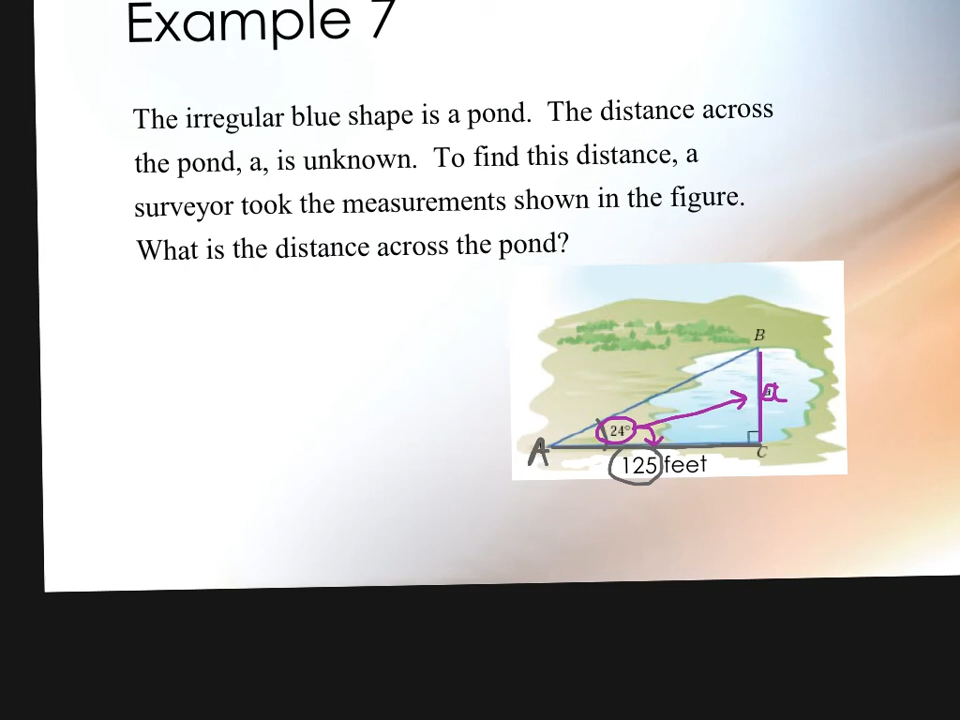 Example 7
The irregular blue shape is a pond. The distance across
the pond, a, is unknown. To find this distance, a
surveyor took the measurements shown in the figure.
What is the distance across the pond?
B
a
24°
A
C
125 feet